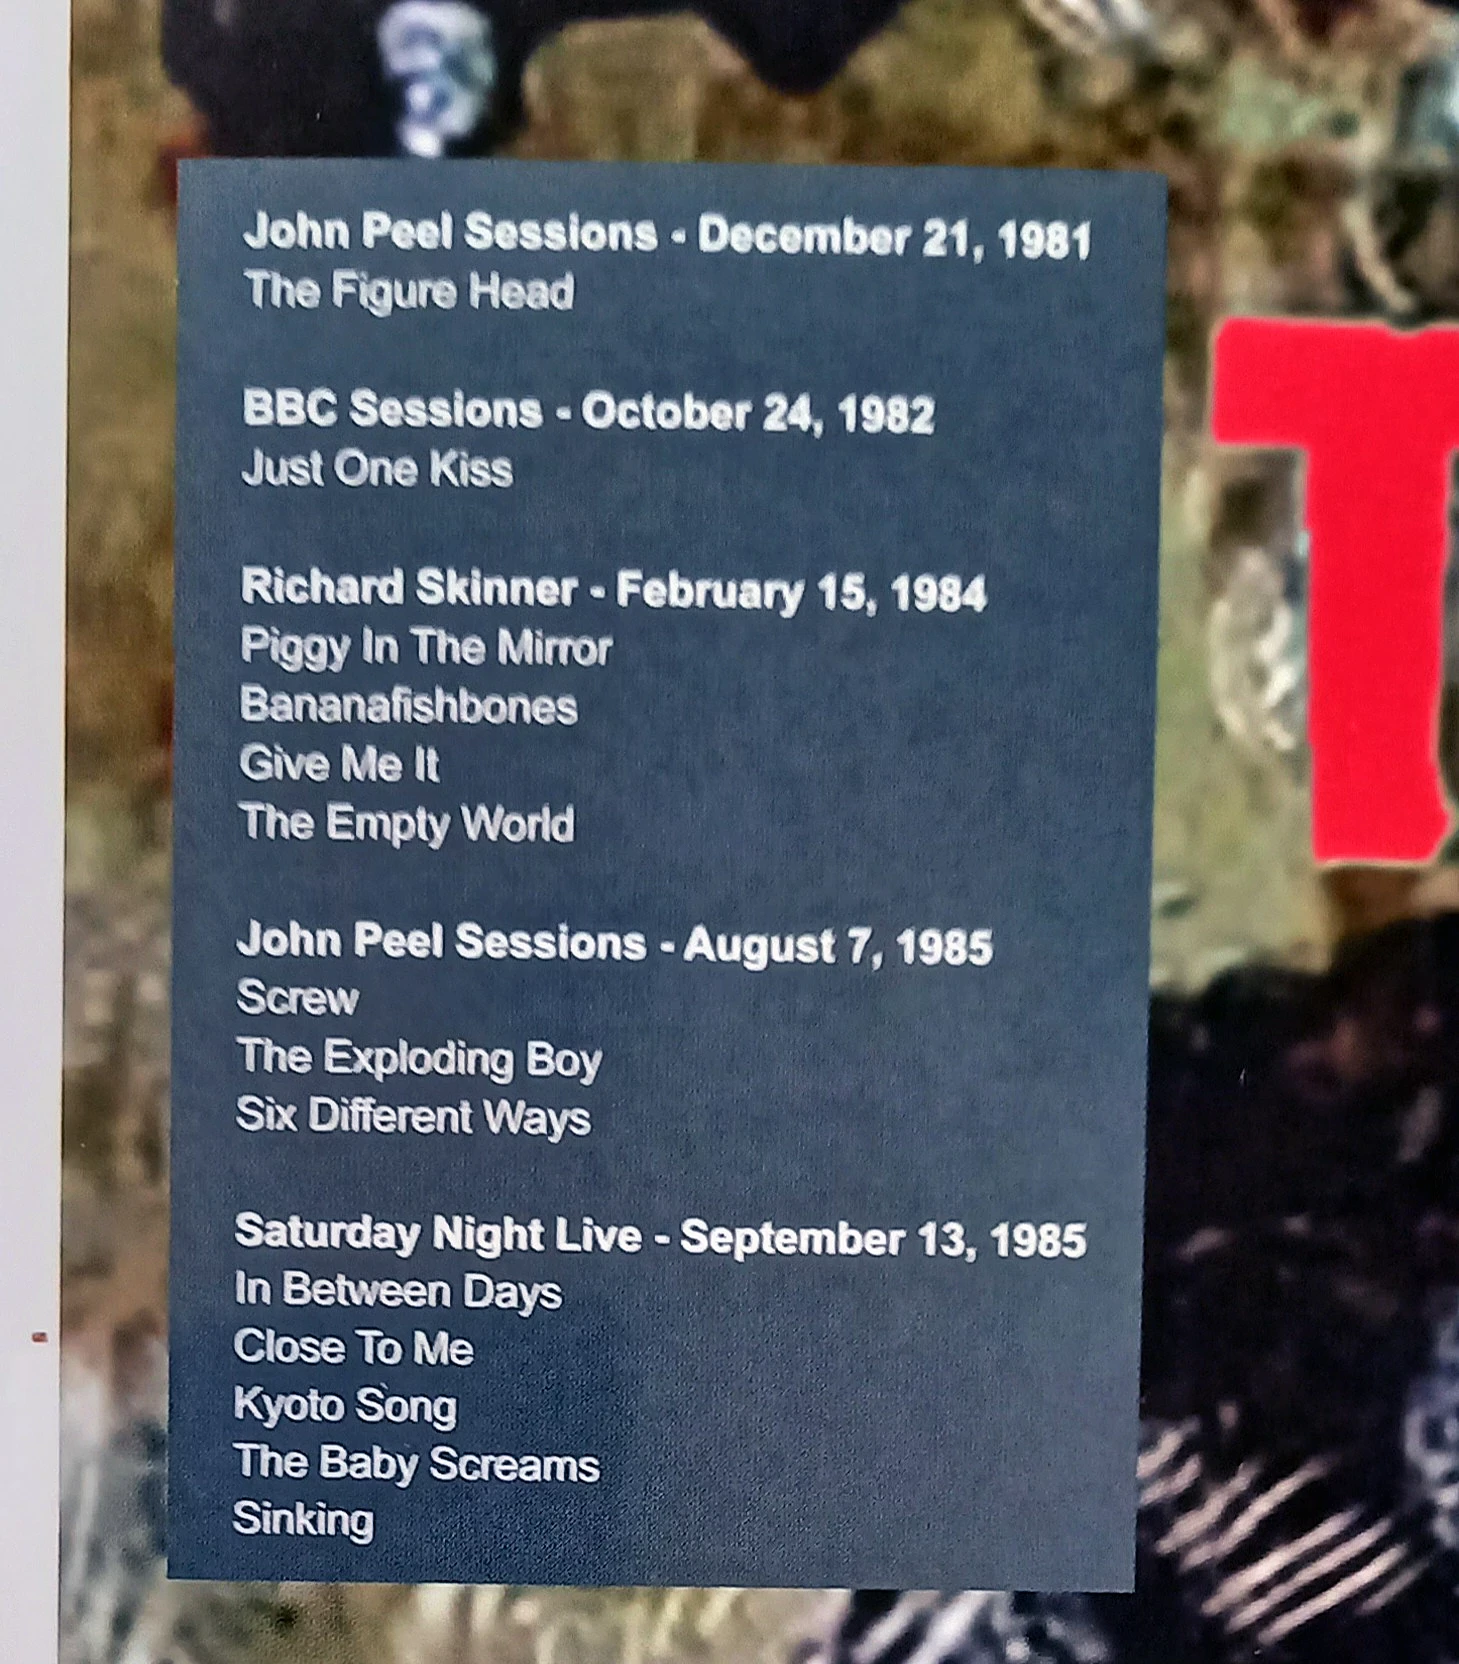 John Peel Sessions - December 21, 1981
The Figure Head
BBC Sessions - October 24, 1982
Just One Kiss
Richard Skinner - February 15, 1984
Piggy In The Mirror
Bananafishbones
Give Me It
The Empty World
John Peel Sessions - August 7, 1985
Screw
The Exploding Boy
Six Different Ways
Saturday Night Live - September 13, 1985
In Between Days
Close To Me
Kyoto Song
The Baby Screams
Sinking
T